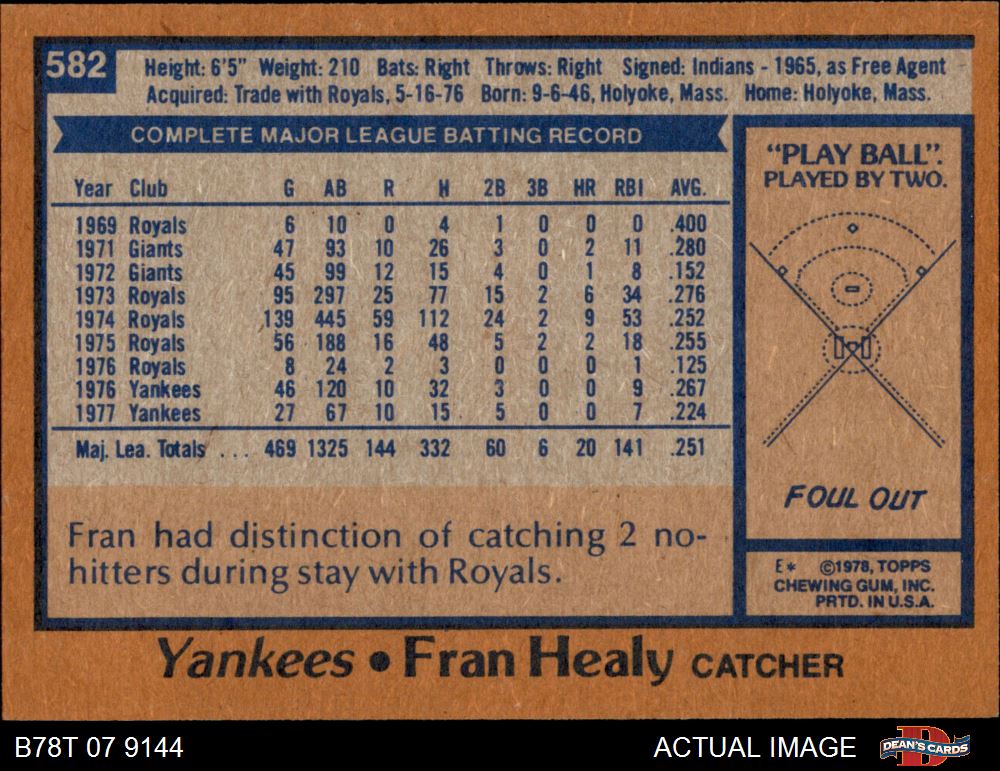 582
Height: 6'5" Weight: 210 Bats: Right Throws: Right Signed: Indians - 1965, as Free Agent
Acquired: Trade with Royals, 5-16-76 Born: 9-6-46, Holyoke, Mass. Home: Holyoke, Mass.
COMPLETE MAJOR LEAGUE BATTING RECORD
Year Club G AB R H 2B 3B HR RBI AVG.
1969 Royals 6 10 0 4 1 0 0 0 .400
1971 Giants 47 93 10 26 3 0 2 11 .280
1972 Giants 45 99 12 15 4 0 1 8 .152
1973 Royals 95 297 25 77 15 2 6 34 .276
1974 Royals 139 445 59 112 24 2 9 53 .252
1975 Royals 56 188 16 48 5 2 2 18 .255
1976 Royals 8 24 2 3 0 0 0 1 .125
1976 Yankees 46 120 10 32 3 0 0 9 .267
1977 Yankees 27 67 10 15 5 0 0 7 .224
Maj. Lea. Totals ... 469 1325 144 332 60 6 20 141 .251
Fran had distinction of catching 2 no-
hitters during stay with Royals.
"PLAY BALL".
PLAYED BY TWO.
FOUL OUT
E* ©1978, TOPPS
CHEWING GUM, INC.
PRTD. IN U.S.A.
Yankees • Fran Healy CATCHER
B78T 07 9144
ACTUAL IMAGE
DEAN'S CARDS